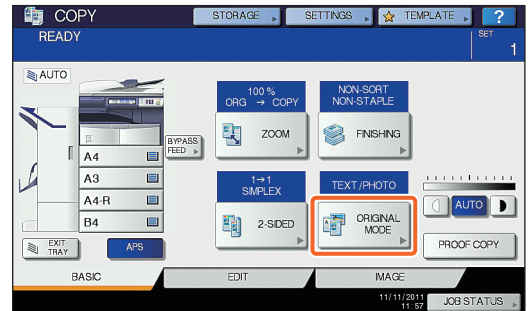 COPY
STORAGE
SETTINGS
TEMPLATE
?
READY
SET
1
AUTO
100 %
ORG → COPY
NON-SORT
NON-STAPLE
ZOOM
FINISHING
BYPASS
FEED
A4
A3
A4-R
B4
1→1
SIMPLEX
TEXT/PHOTO
2-SIDED
ORIGINAL
MODE
AUTO
EXIT
TRAY
APS
PROOF COPY
BASIC
EDIT
IMAGE
11/11/2011
11:57
JOB STATUS